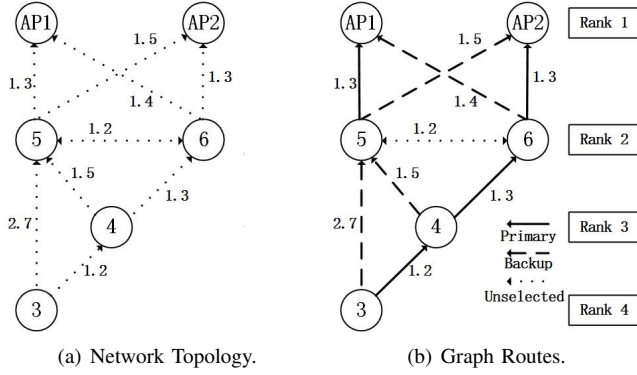 AP1 AP2 AP1 AP2 Rank 1
1.5 1.5
1.3 1.3 1.3 1.3
1.4 1.4
1.2 1.2
5 6 5 6 Rank 2
1.5 1.3 1.5 1.3
2.7 4 2.7 4 Rank 3
Primary
1.2 1.2 Backup
Unselected
3 3 Rank 4
(a) Network Topology. (b) Graph Routes.